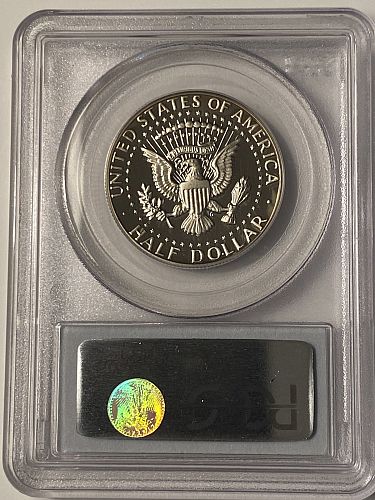 UNITED STATES OF AMERICA
HALF DOLLAR